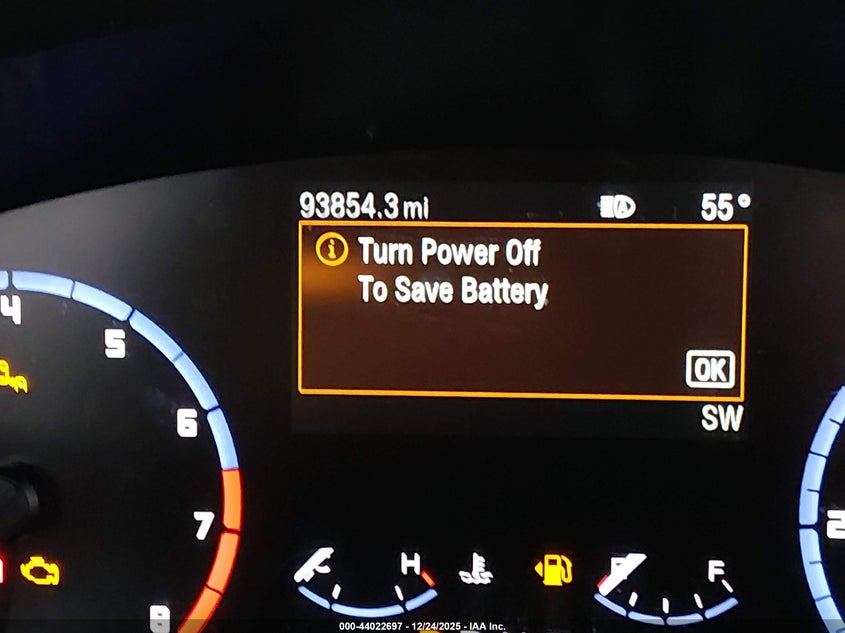 93854.3 mi 55°
Turn Power Off
To Save Battery
OK
SW
4
5
6
7
8
2
H
F
000-44022697 - 12/24/2025 - IAA Inc.